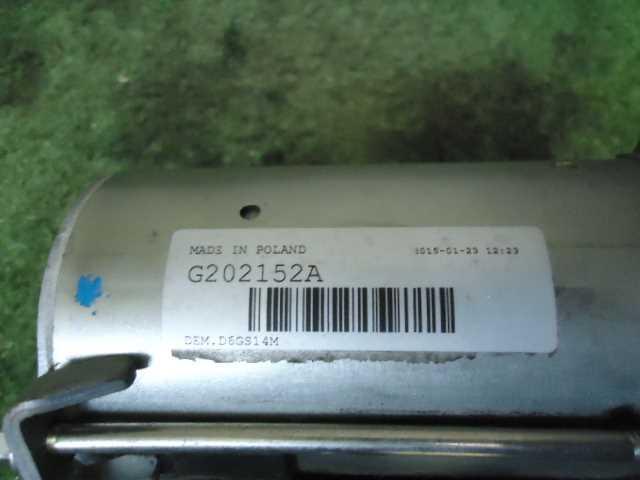 MADE IN POLAND 2015-01-23 12:23
G202152A
DEM.D6GS14M